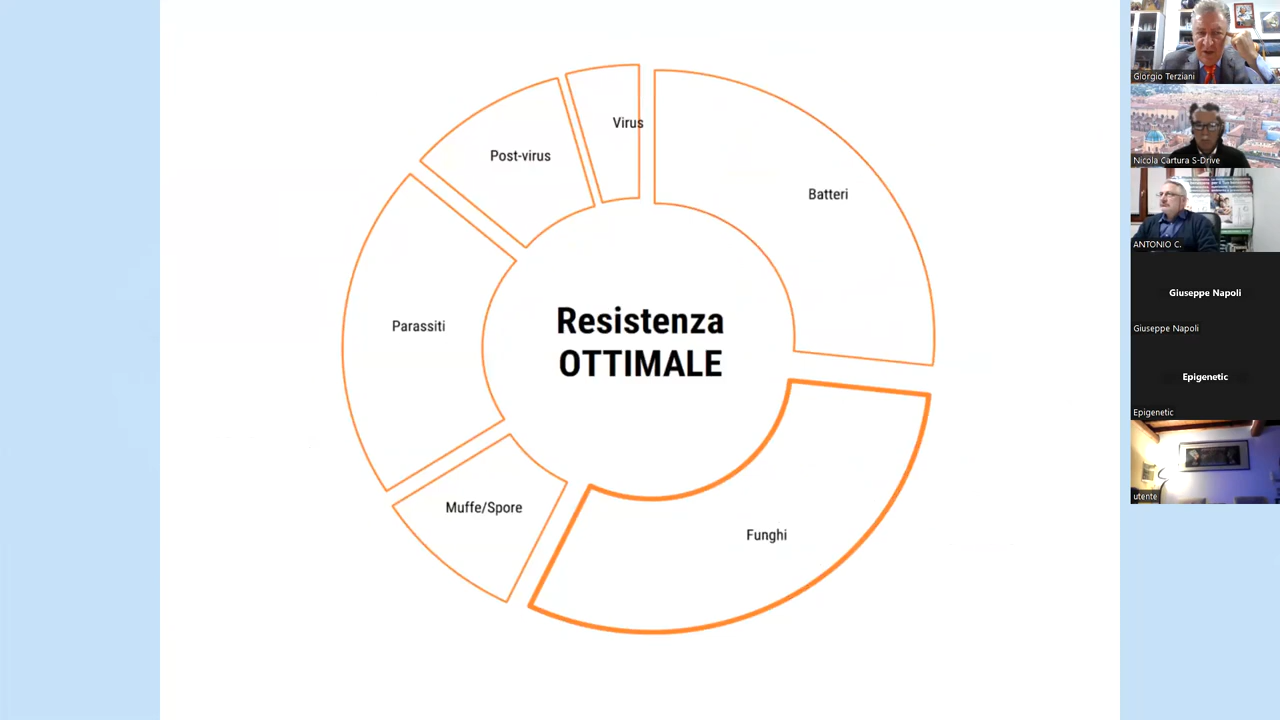 Virus
Post-virus
Batteri
Parassiti
Resistenza
OTTIMALE
Muffe/Spore
Funghi
Giorgio Terziani
Nicola Cartura S-Drive
ANTONIO C.
Giuseppe Napoli
Giuseppe Napoli
Epigenetic
Epigenetic
utente